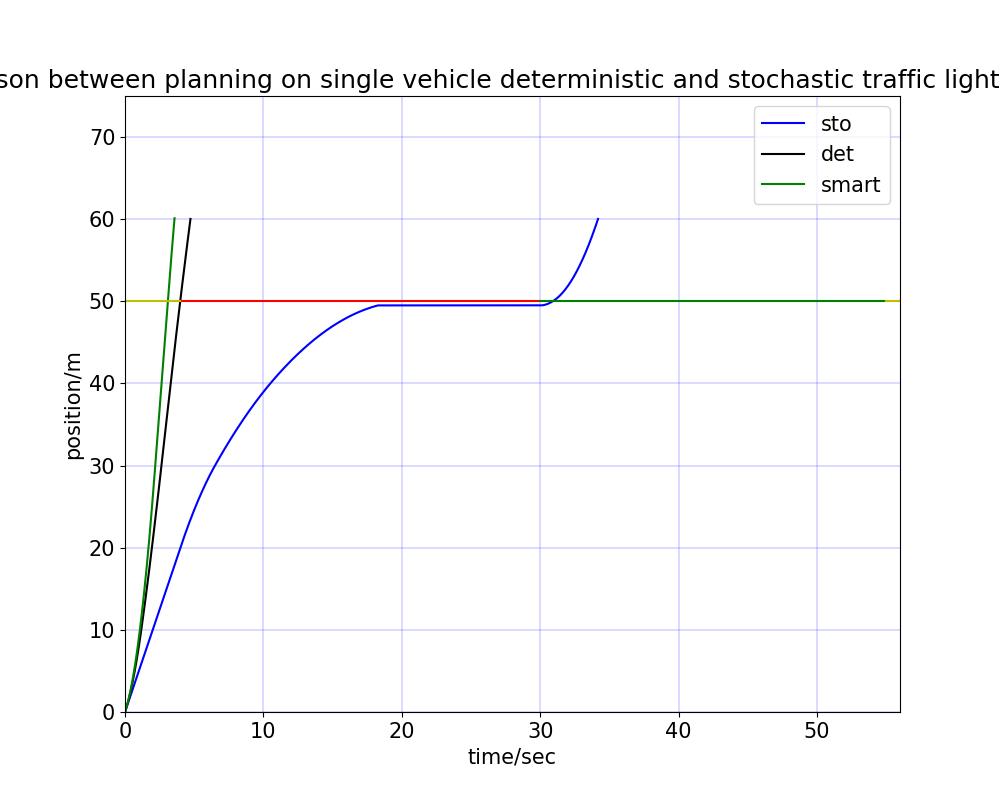 son between planning on single vehicle deterministic and stochastic traffic light
sto
det
smart
70
60
50
40
30
20
10
0
position/m
0 10 20 30 40 50
time/sec